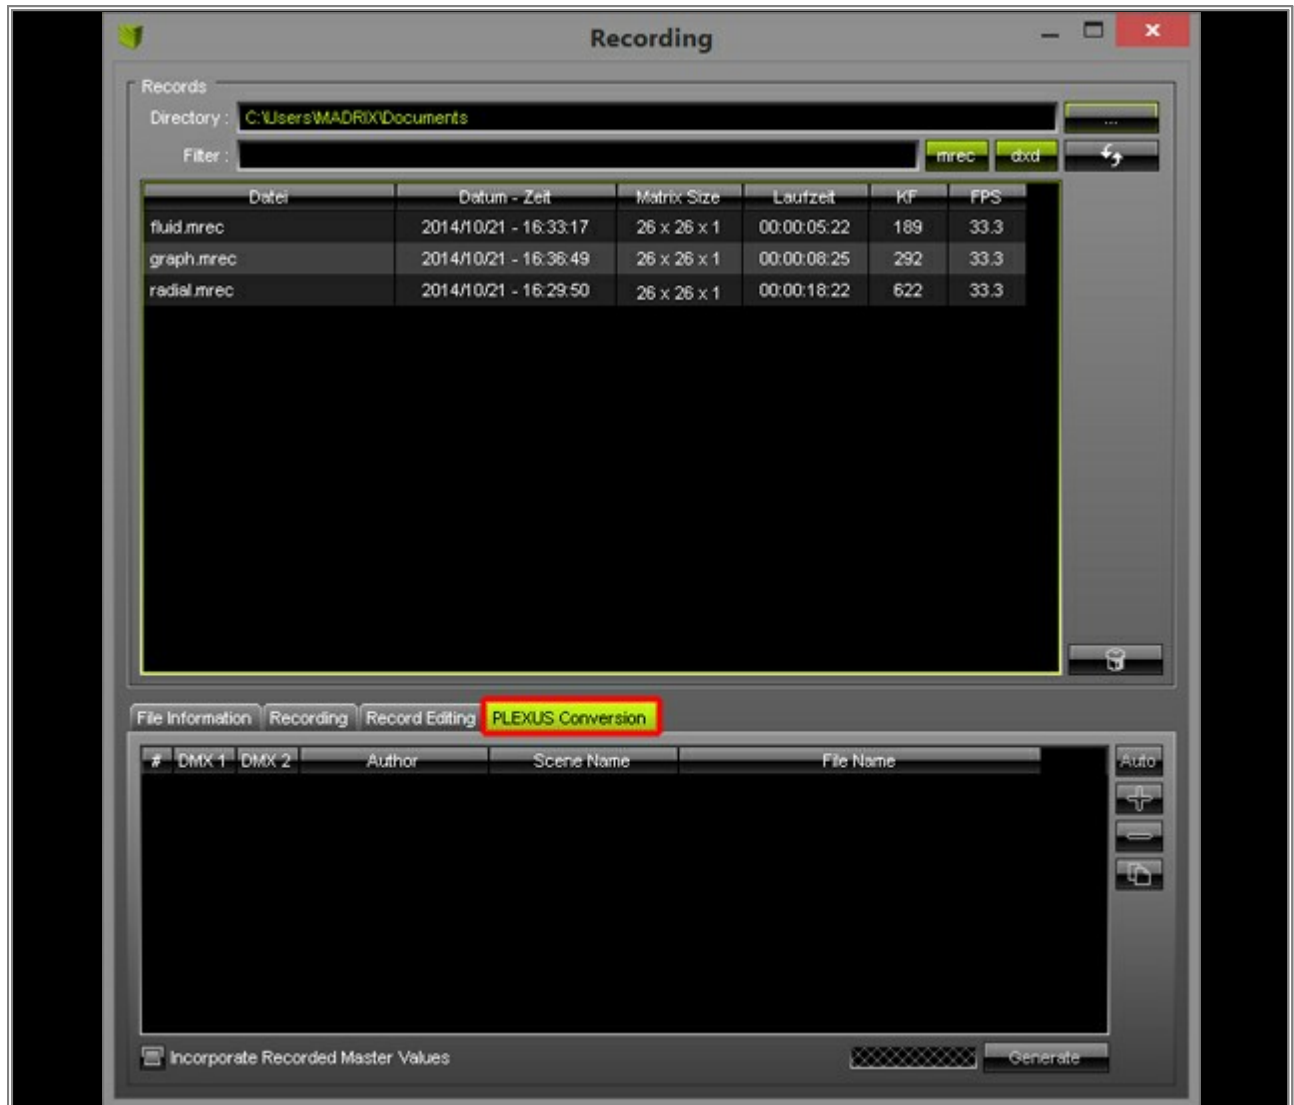 Recording
Records
Directory : C:\Users\MADRIX\Documents ...
Filter : mrec dxd
Datei Datum - Zeit Matrix Size Laufzeit KF FPS
fluid.mrec 2014/10/21 - 16:33:17 26 x 26 x 1 00:00:05:22 189 33.3
graph.mrec 2014/10/21 - 16:36:49 26 x 26 x 1 00:00:08:25 292 33.3
radial.mrec 2014/10/21 - 16:29:50 26 x 26 x 1 00:00:18:22 622 33.3
File Information Recording Record Editing PLEXUS Conversion
# DMX 1 DMX 2 Author Scene Name File Name Auto
Incorporate Recorded Master Values Generate